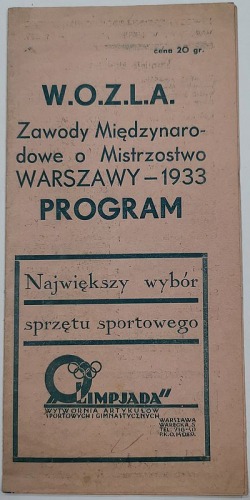 cena 20 gr.
W.O.Z.L.A.
Zawody Międzynaro-
dowe o Mistrzostwo
WARSZAWY – 1933
PROGRAM
Największy wybór
sprzętu sportowego
"OLIMPJADA"
WYTWÓRNIA ARTYKUŁÓW
SPORTOWYCH I GIMNASTYCZNYCH
WARSZAWA
WARECKA, 5